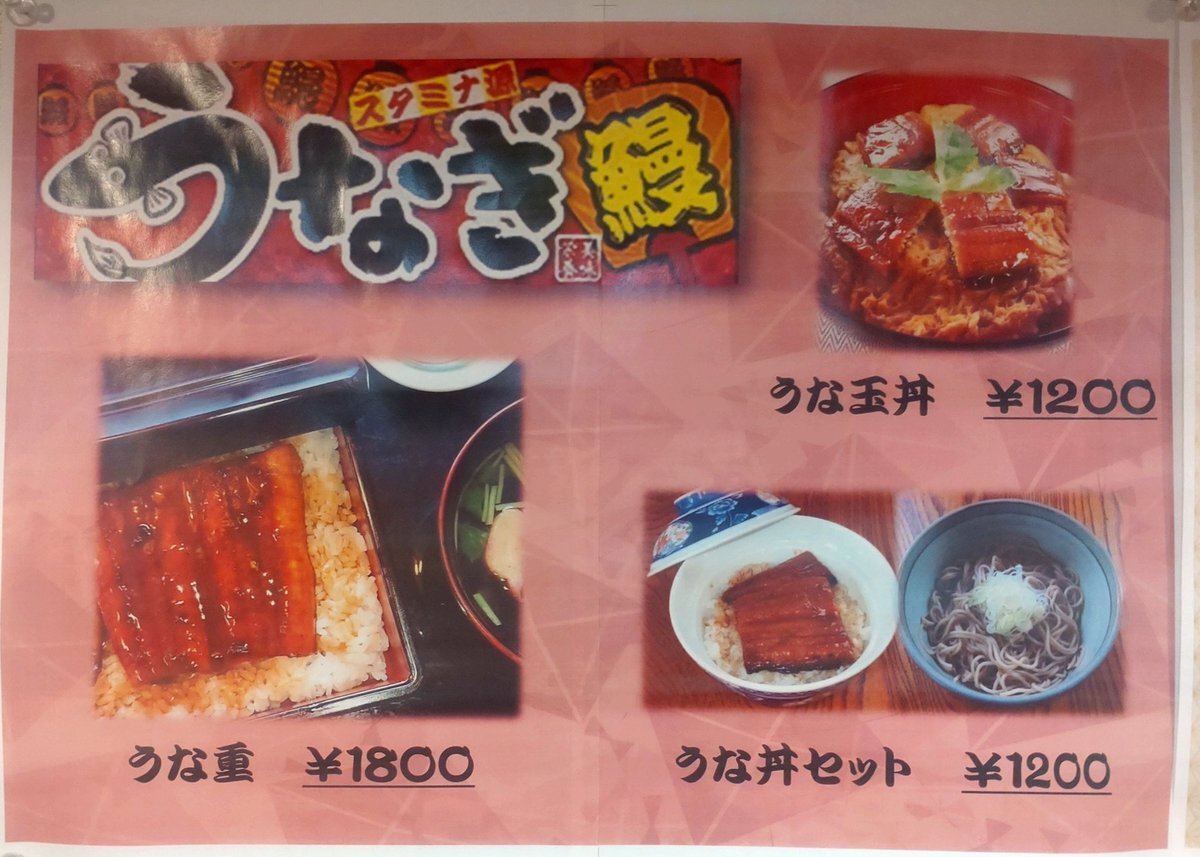 スタミナ源
うなぎ
鰻
うな玉丼 ¥1200
うな重 ¥1800
うな丼セット ¥1200